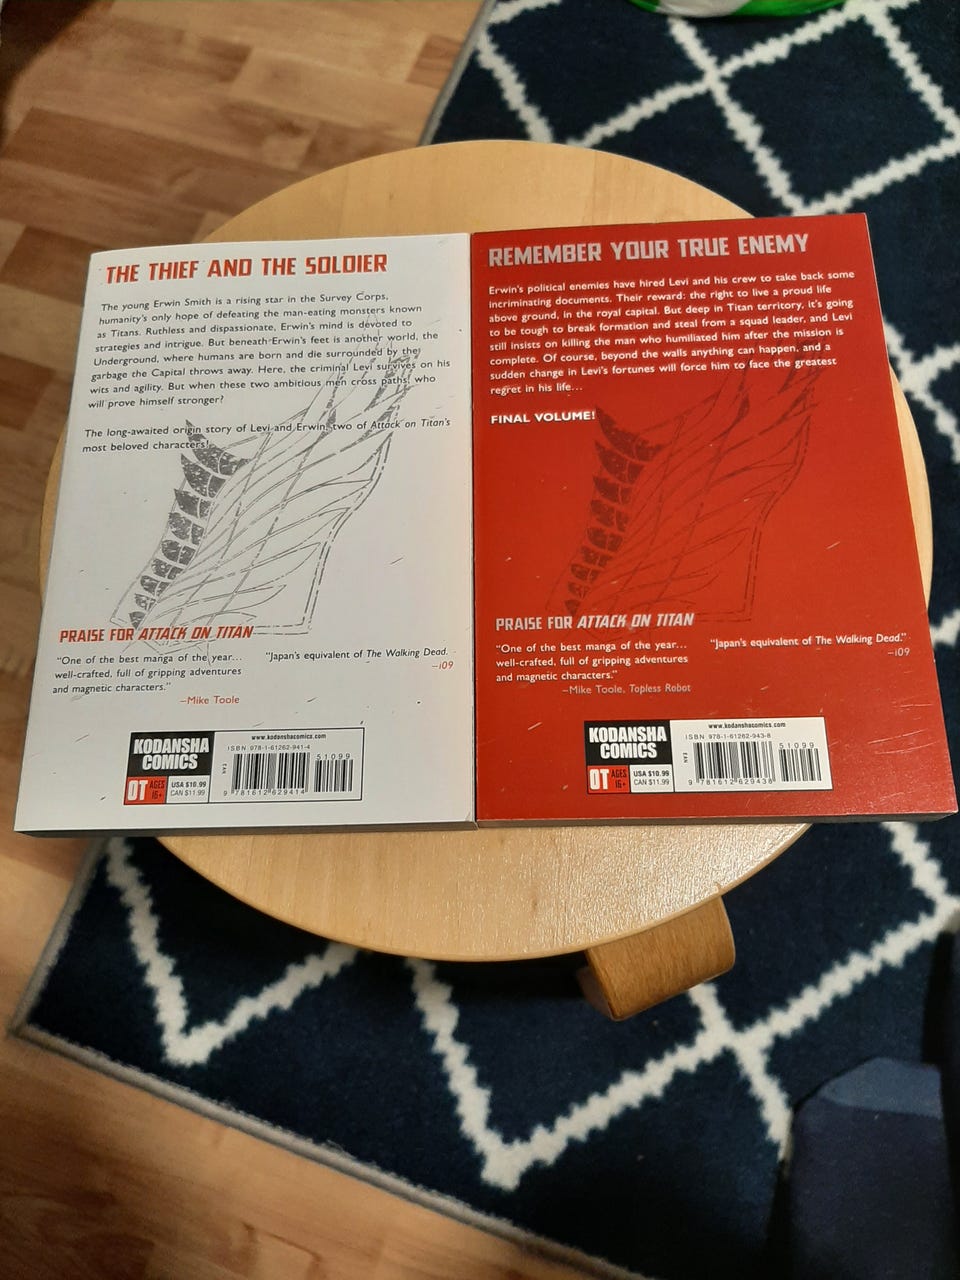 THE THIEF AND THE SOLDIER
The young Erwin Smith is a rising star in the Survey Corps,
humanity's only hope of defeating the man-eating monsters known
as Titans. Ruthless and dispassionate, Erwin's mind is devoted to
strategies and intrigue. But beneath Erwin's feet is another world, the
Underground, where humans are born and die surrounded by the
garbage the Capital throws away. Here, the criminal Levi survives on his
wits and agility. But when these two ambitious men cross paths, who
will prove himself stronger?
The long-awaited origin story of Levi and Erwin, two of Attack on Titan's
most beloved characters!
PRAISE FOR ATTACK ON TITAN
"One of the best manga of the year...
well-crafted, full of gripping adventures
and magnetic characters."
–Mike Toole
"Japan's equivalent of The Walking Dead."
–i09
KODANSHA
COMICS
OT AGES
16+
USA $10.99
CAN $11.99
www.kodanshacomics.com
ISBN 978-1-61262-941-4
51099
EAN
9 781612 629414
REMEMBER YOUR TRUE ENEMY
Erwin's political enemies have hired Levi and his crew to take back some
incriminating documents. Their reward: the right to live a proud life
above ground, in the royal capital. But deep in Titan territory, it's going
to be tough to break formation and steal from a squad leader, and Levi
still insists on killing the man who humiliated him after the mission is
complete. Of course, beyond the walls anything can happen, and a
sudden change in Levi's fortunes will force him to face the greatest
regret in his life...
FINAL VOLUME!
PRAISE FOR ATTACK ON TITAN
"One of the best manga of the year...
well-crafted, full of gripping adventures
and magnetic characters."
–Mike Toole, Topless Robot
"Japan's equivalent of The Walking Dead."
–i09
KODANSHA
COMICS
OT AGES
16+
USA $10.99
CAN $11.99
www.kodanshacomics.com
ISBN 978-1-61262-943-8
51099
EAN
9 781612 629438